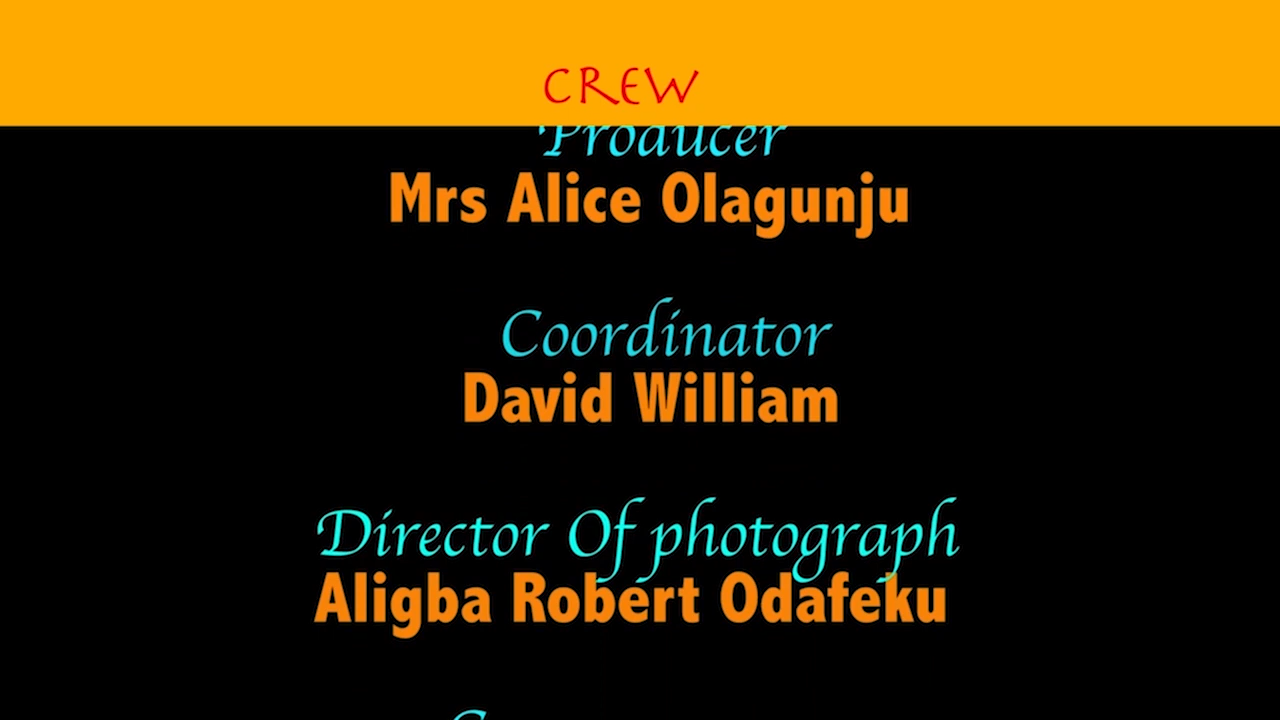 CREW
Producer
Mrs Alice Olagunju
Coordinator
David William
Director Of photograph
Aligba Robert Odafeku